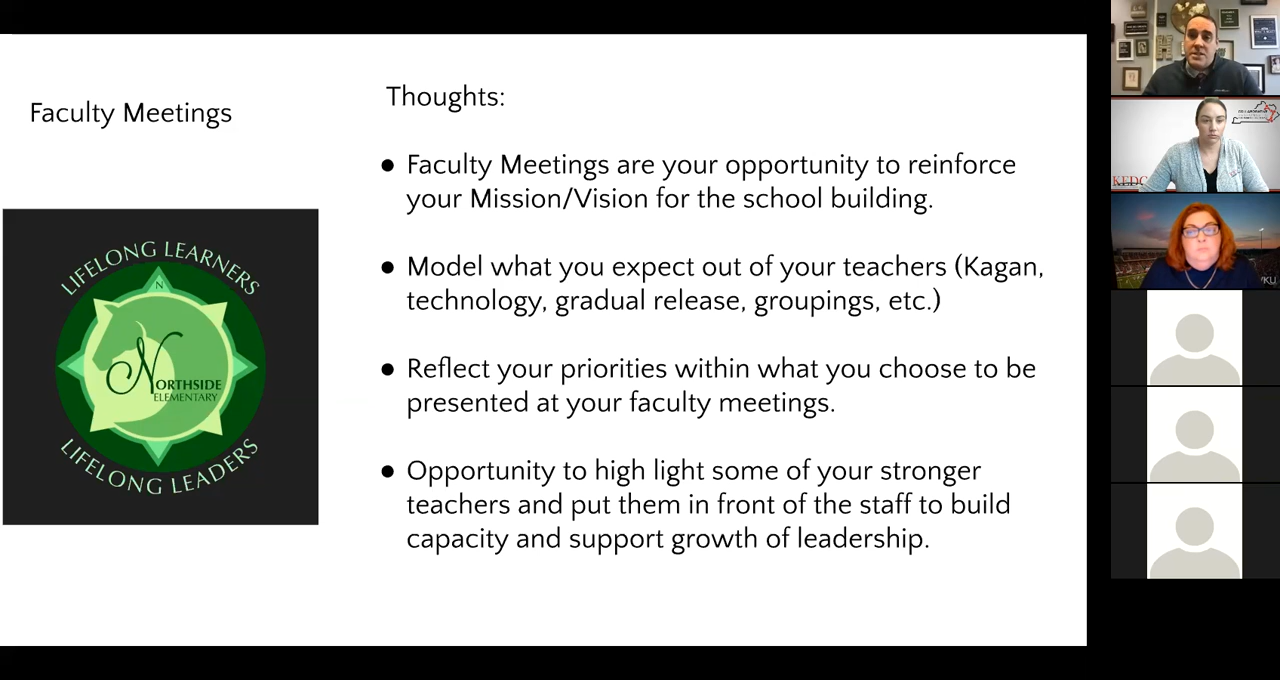 Faculty Meetings
LIFELONG LEARNERS
N
NORTHSIDE
ELEMENTARY
LIFELONG LEADERS
Thoughts:
● Faculty Meetings are your opportunity to reinforce
your Mission/Vision for the school building.
● Model what you expect out of your teachers (Kagan,
technology, gradual release, groupings, etc.)
● Reflect your priorities within what you choose to be
presented at your faculty meetings.
● Opportunity to high light some of your stronger
teachers and put them in front of the staff to build
capacity and support growth of leadership.
KEDC